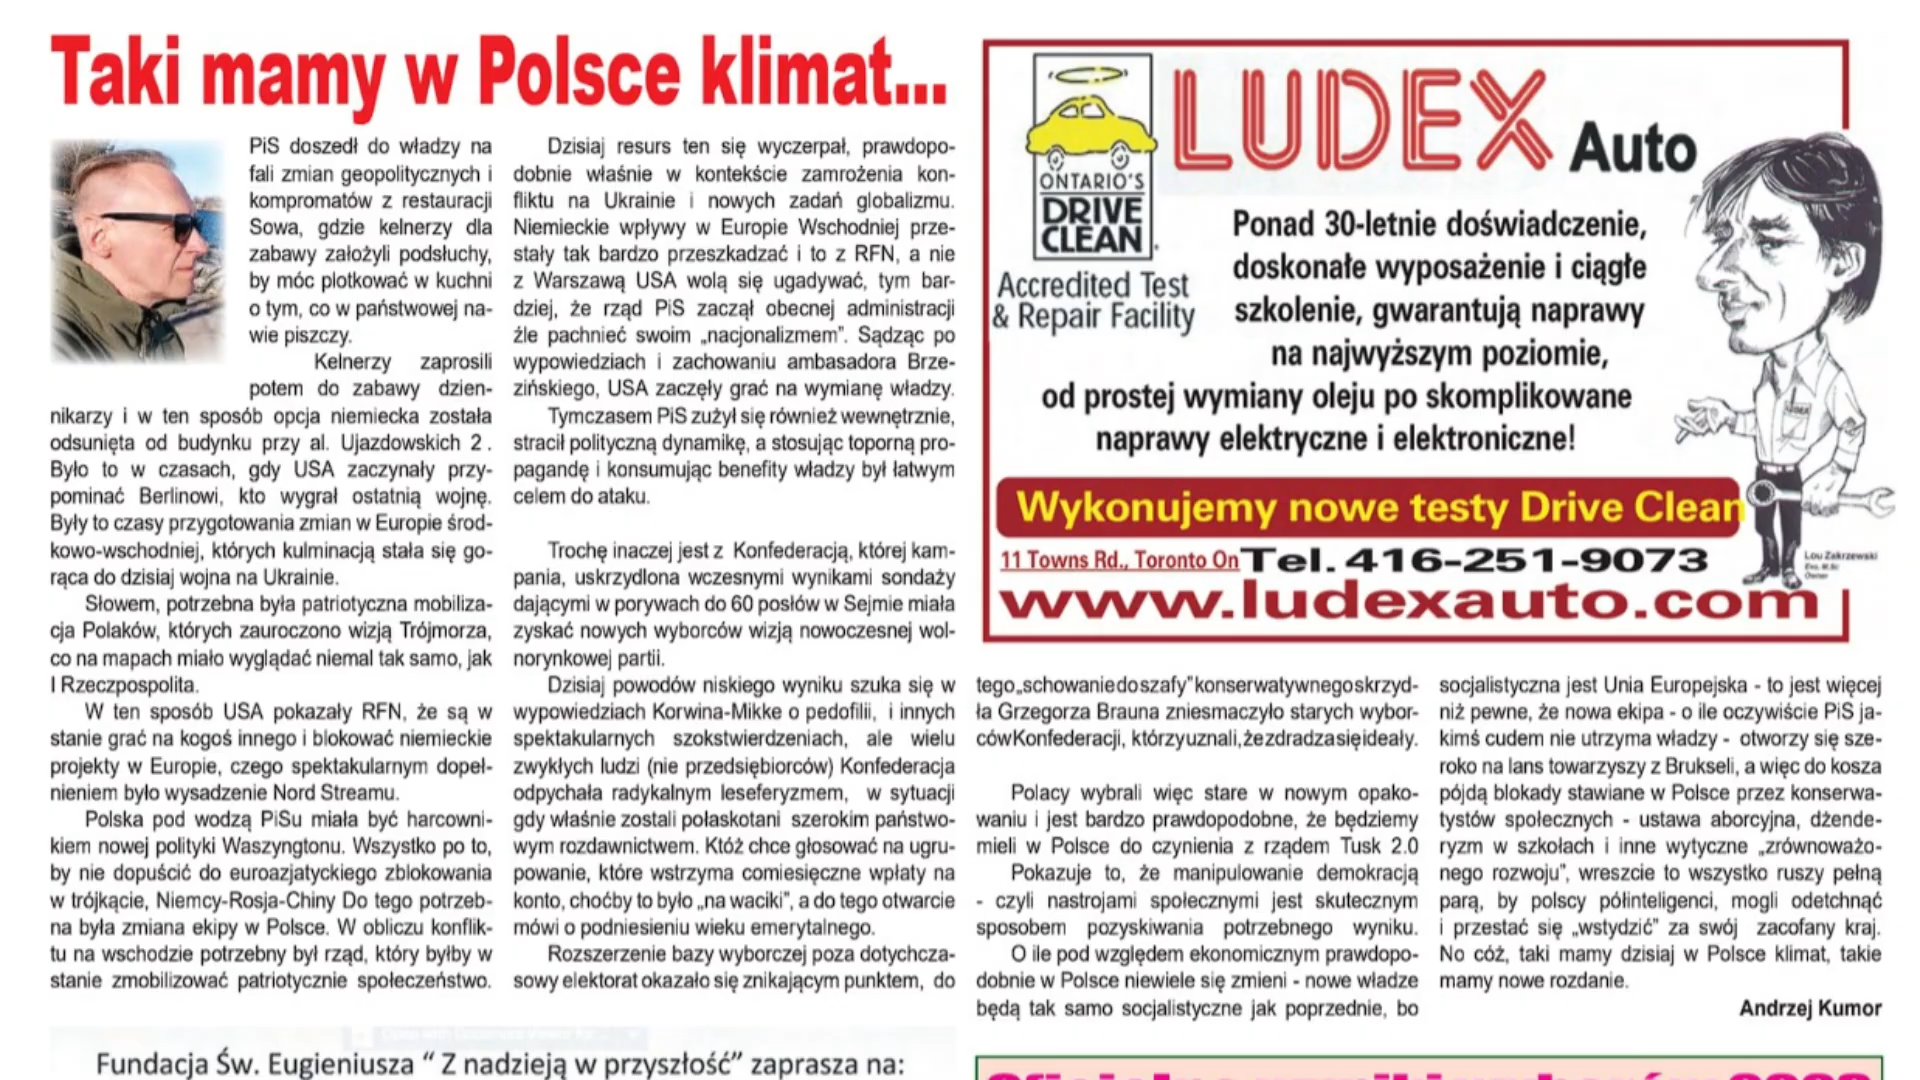 Taki mamy w Polsce klimat...
PiS doszedł do władzy na
fali zmian geopolitycznych i
kompromatów z restauracji
Sowa, gdzie kelnerzy dla
zabawy założyli podsłuchy,
by móc plotkować w kuchni
o tym, co w państwowej na-
wie piszczy.
Kelnerzy zaprosili
potem do zabawy dzien-
nikarzy i w ten sposób opcja niemiecka została
odsunięta od budynku przy al. Ujazdowskich 2 .
Było to w czasach, gdy USA zaczynały przy-
pominać Berlinowi, kto wygrał ostatnią wojnę.
Były to czasy przygotowania zmian w Europie środ-
kowo-wschodniej, których kulminacją stała się go-
rąca do dzisiaj wojna na Ukrainie.
Słowem, potrzebna była patriotyczna mobiliza-
cja Polaków, których zauroczono wizją Trójmorza,
co na mapach miało wyglądać niemal tak samo, jak
I Rzeczpospolita.
W ten sposób USA pokazały RFN, że są w
stanie grać na kogoś innego i blokować niemieckie
projekty w Europie, czego spektakularnym dopeł-
nieniem było wysadzenie Nord Streamu.
Polska pod wodzą PiSu miała być harcowni-
kiem nowej polityki Waszyngtonu. Wszystko po to,
by nie dopuścić do euroazjatyckiego zblokowania
w trójkącie, Niemcy-Rosja-Chiny Do tego potrzeb-
na była zmiana ekipy w Polsce. W obliczu konflik-
tu na wschodzie potrzebny był rząd, który byłby w
stanie zmobilizować patriotycznie społeczeństwo.
Dzisiaj resurs ten się wyczerpał, prawdopo-
dobnie właśnie w kontekście zamrożenia kon-
fliktu na Ukrainie i nowych zadań globalizmu.
Niemieckie wpływy w Europie Wschodniej prze-
stały tak bardzo przeszkadzać i to z RFN, a nie
z Warszawą USA wolą się ugadywać, tym bar-
dziej, że rząd PiS zaczął obecnej administracji
źle pachnieć swoim „nacjonalizmem”. Sądząc po
wypowiedziach i zachowaniu ambasadora Brze-
zińskiego, USA zaczęły grać na wymianę władzy.
Tymczasem PiS zużył się również wewnętrznie,
stracił polityczną dynamikę, a stosując toporną pro-
pagandę i konsumując benefity władzy był łatwym
celem do ataku.
Trochę inaczej jest z Konfederacją, której kam-
pania, uskrzydlona wczesnymi wynikami sondaży
dającymi w porywach do 60 posłów w Sejmie miała
zyskać nowych wyborców wizją nowoczesnej wol-
norynkowej partii.
Dzisiaj powodów niskiego wyniku szuka się w
wypowiedziach Korwina-Mikke o pedofilii, i innych
spektakularnych szokstwierdzeniach, ale wielu
zwykłych ludzi (nie przedsiębiorców) Konfederacja
odpychała radykalnym leseferyzmem, w sytuacji
gdy właśnie zostali połaskotani szerokim państwo-
wym rozdawnictwem. Któż chce głosować na ugru-
powanie, które wstrzyma comiesięczne wpłaty na
konto, choćby to było „na waciki”, a do tego otwarcie
mówi o podniesieniu wieku emerytalnego.
Rozszerzenie bazy wyborczej poza dotychcza-
sowy elektorat okazało się znikającym punktem, do
ONTARIO'S
DRIVE
CLEAN
Accredited Test
& Repair Facility
LUDEX Auto
Ponad 30-letnie doświadczenie,
doskonałe wyposażenie i ciągłe
szkolenie, gwarantują naprawy
na najwyższym poziomie,
od prostej wymiany oleju po skomplikowane
naprawy elektryczne i elektroniczne!
Wykonujemy nowe testy Drive Clean
11 Towns Rd., Toronto On Tel. 416-251-9073
Lou Zakrzewski
Owner
www.ludexauto.com
tego „schowanie do szafy” konserwatywnego skrzyd-
ła Grzegorza Brauna zniesmaczyło starych wybor-
ców Konfederacji, którzy uznali, że zdradza się ideały.
Polacy wybrali więc stare w nowym opako-
waniu i jest bardzo prawdopodobne, że będziemy
mieli w Polsce do czynienia z rządem Tusk 2.0
Pokazuje to, że manipulowanie demokracją
- czyli nastrojami społecznymi jest skutecznym
sposobem pozyskiwania potrzebnego wyniku.
O ile pod względem ekonomicznym prawdopo-
dobnie w Polsce niewiele się zmieni - nowe władze
będą tak samo socjalistyczne jak poprzednie, bo
socjalistyczna jest Unia Europejska - to jest więcej
niż pewne, że nowa ekipa - o ile oczywiście PiS ja-
kimś cudem nie utrzyma władzy - otworzy się sze-
roko na lans towarzyszy z Brukseli, a więc do kosza
pójdą blokady stawiane w Polsce przez konserwa-
tystów społecznych - ustawa aborcyjna, dżende-
ryzm w szkołach i inne wytyczne „zrównoważo-
nego rozwoju”, wreszcie to wszystko ruszy pełną
parą, by polscy półinteligenci, mogli odetchnąć
i przestać się „wstydzić” za swój zacofany kraj.
No cóż, taki mamy dzisiaj w Polsce klimat, takie
mamy nowe rozdanie.
Andrzej Kumor
Fundacja Św. Eugieniusza “ Z nadzieją w przyszłość” zaprasza na: